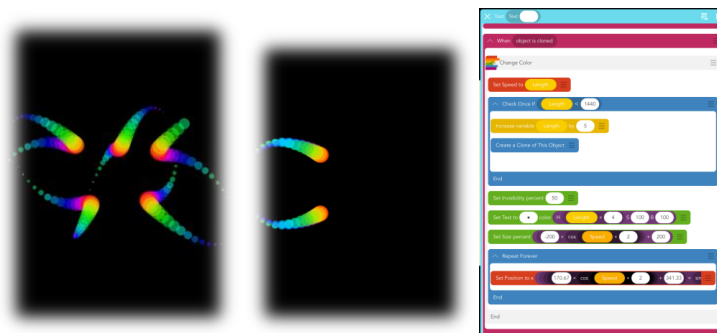 Text Text
When object is cloned
Change Color
Set Speed to Length
Check Once If Length < 1440
Increase variable Length by 5
Create a Clone of This Object
End
Set Invisibility percent 50
Set Text to • color H Length × 4 S 100 B 100
Set Size percent -200 × cos Speed × 2 + 200
Repeat Forever
Set Position to x 170.67 × cos Speed × 2 + 341.33 × sin
End
End